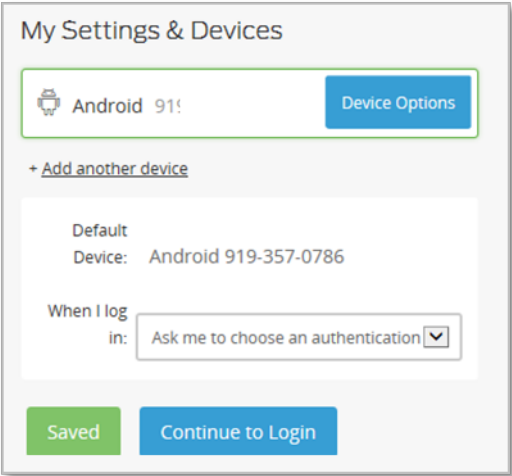 My Settings & Devices
Android 919
Device Options
+ Add another device
Default
Device: Android 919-357-0786
When I log
in: Ask me to choose an authentication
Saved
Continue to Login